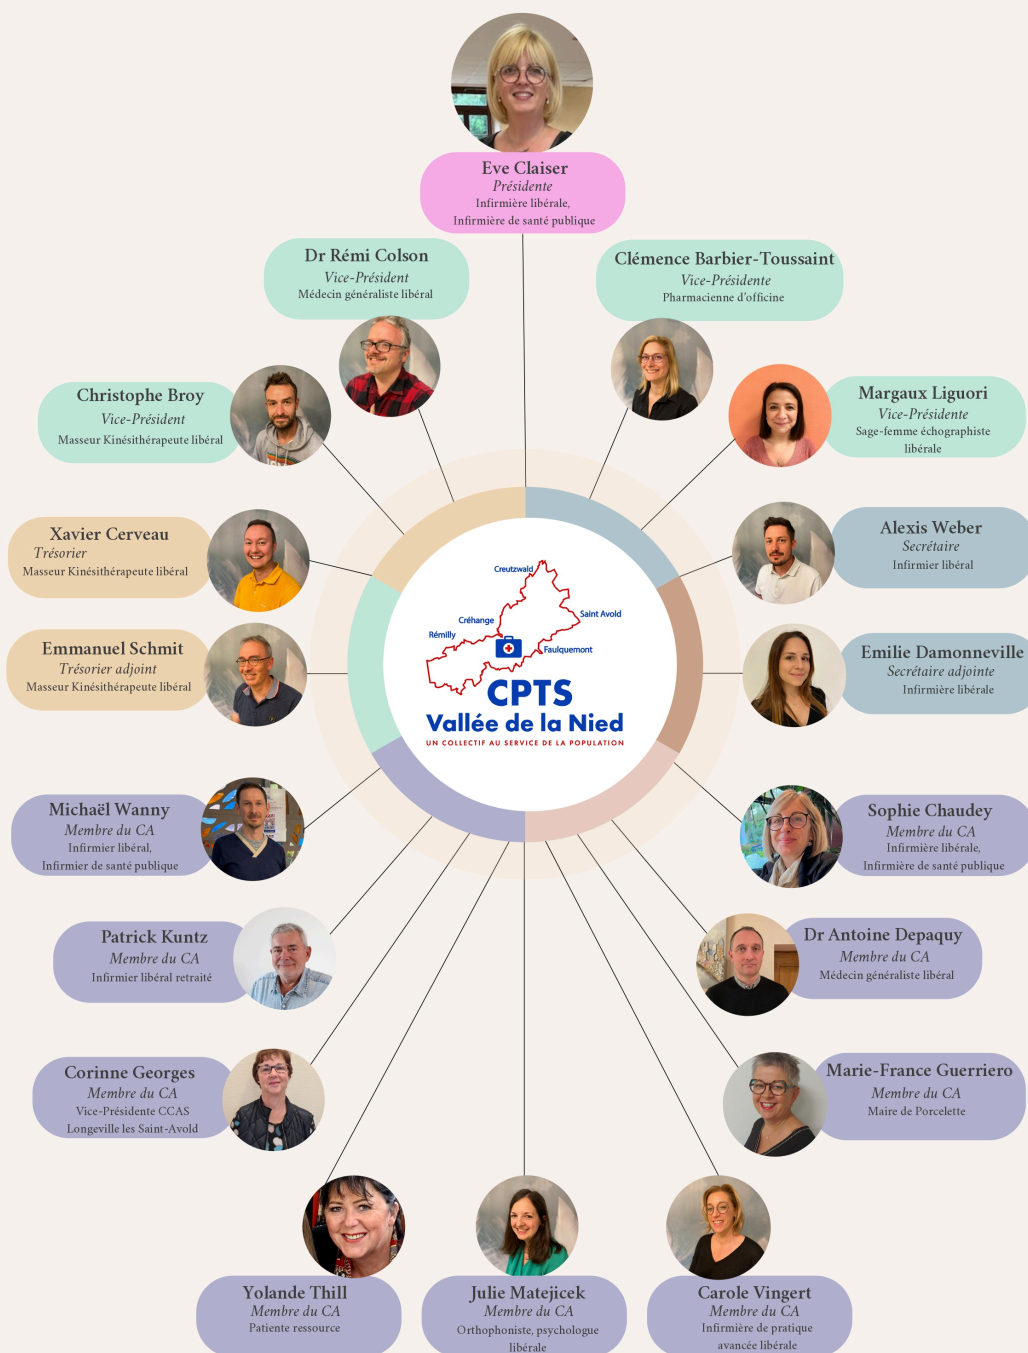 Eve Claiser
Présidente
Infirmière libérale,
Infirmière de santé publique
Dr Rémi Colson
Vice-Président
Médecin généraliste libéral
Clémence Barbier-Toussaint
Vice-Présidente
Pharmacienne d'officine
Christophe Broy
Vice-Président
Masseur Kinésithérapeute libéral
Margaux Liguori
Vice-Présidente
Sage-femme échographiste
libérale
Xavier Cerveau
Trésorier
Masseur Kinésithérapeute libéral
Alexis Weber
Secrétaire
Infirmier libéral
Emmanuel Schmit
Trésorier adjoint
Masseur Kinésithérapeute libéral
Emilie Damonneville
Secrétaire adjointe
Infirmière libérale
Creutzwald
Saint Avold
Créhange
Rémilly
Faulquemont
CPTS
Vallée de la Nied
UN COLLECTIF AU SERVICE DE LA POPULATION
Michaël Wanny
Membre du CA
Infirmier libéral,
Infirmier de santé publique
Sophie Chaudey
Membre du CA
Infirmière libérale,
Infirmière de santé publique
Patrick Kuntz
Membre du CA
Infirmier libéral retraité
Dr Antoine Depaquy
Membre du CA
Médecin généraliste libéral
Corinne Georges
Membre du CA
Vice-Présidente CCAS
Longeville les Saint-Avold
Marie-France Guerriero
Membre du CA
Maire de Porcelette
Yolande Thill
Membre du CA
Patiente ressource
Julie Matejicek
Membre du CA
Orthophoniste, psychologue
libérale
Carole Vingert
Membre du CA
Infirmière de pratique
avancée libérale